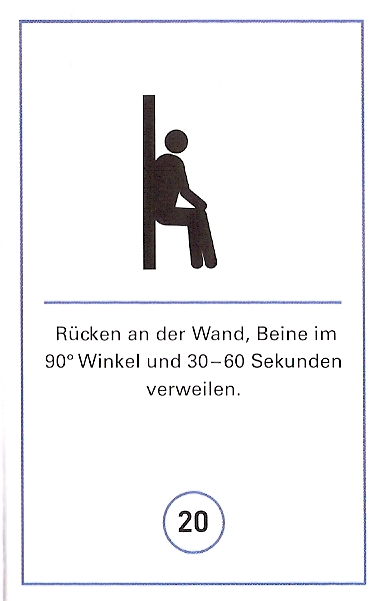 Rücken an der Wand, Beine im
90° Winkel und 30–60 Sekunden
verweilen.
20